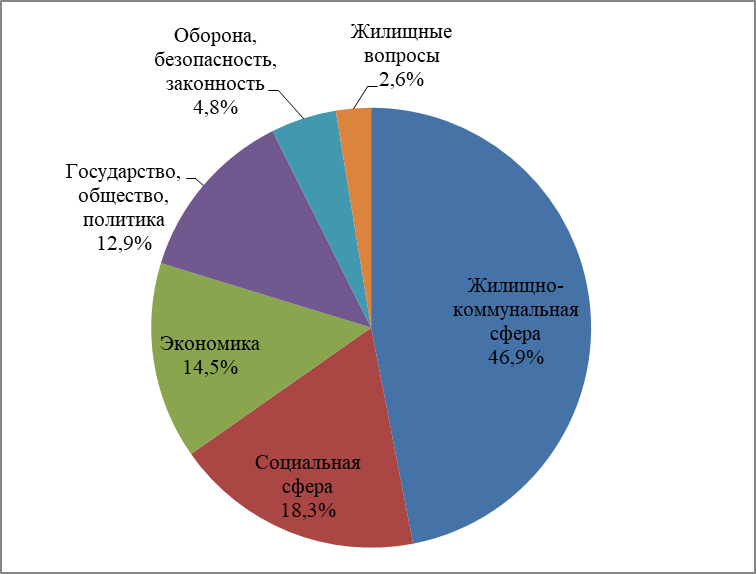 Жилищные
вопросы
2,6%
Оборона,
безопасность,
законность
4,8%
Государство,
общество,
политика
12,9%
Жилищно-
коммунальная
сфера
46,9%
Экономика
14,5%
Социальная
сфера
18,3%